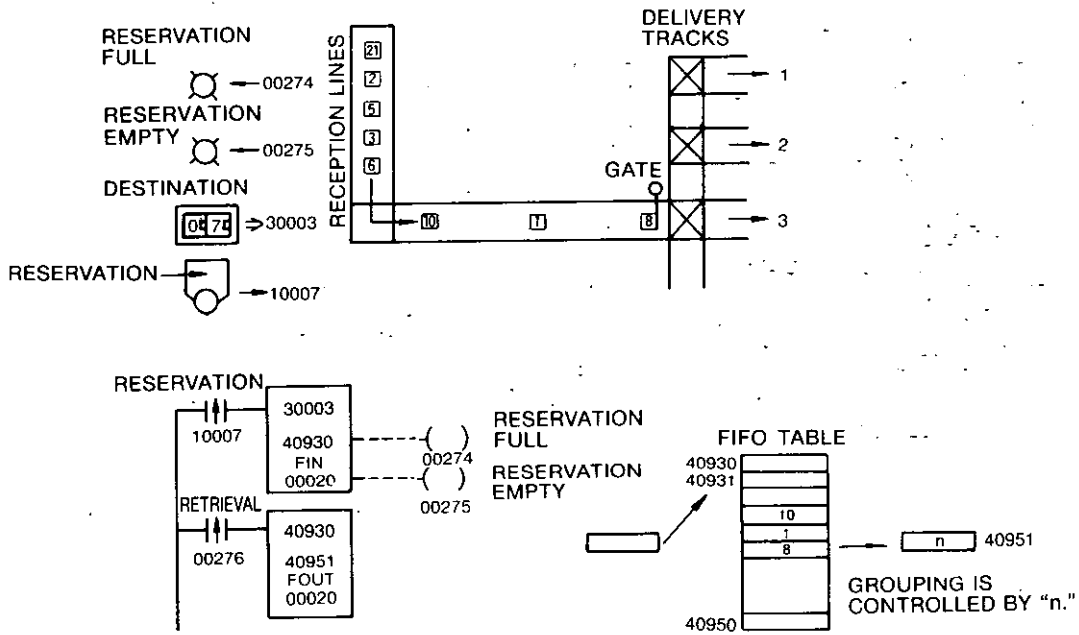 RESERVATION
FULL
00274
RESERVATION
EMPTY
00275
DESTINATION
0 7
30003
RESERVATION
10007
RECEPTION LINES
21
2
5
3
6
10
1
8
GATE
DELIVERY
TRACKS
1
2
3
RESERVATION
10007
30003
40930
FIN
00020
00274
RESERVATION
FULL
00275
RESERVATION
EMPTY
RETRIEVAL
00276
40930
40951
FOUT
00020
FIFO TABLE
40930
40931
10
1
8
40950
n 40951
GROUPING IS
CONTROLLED BY "n."